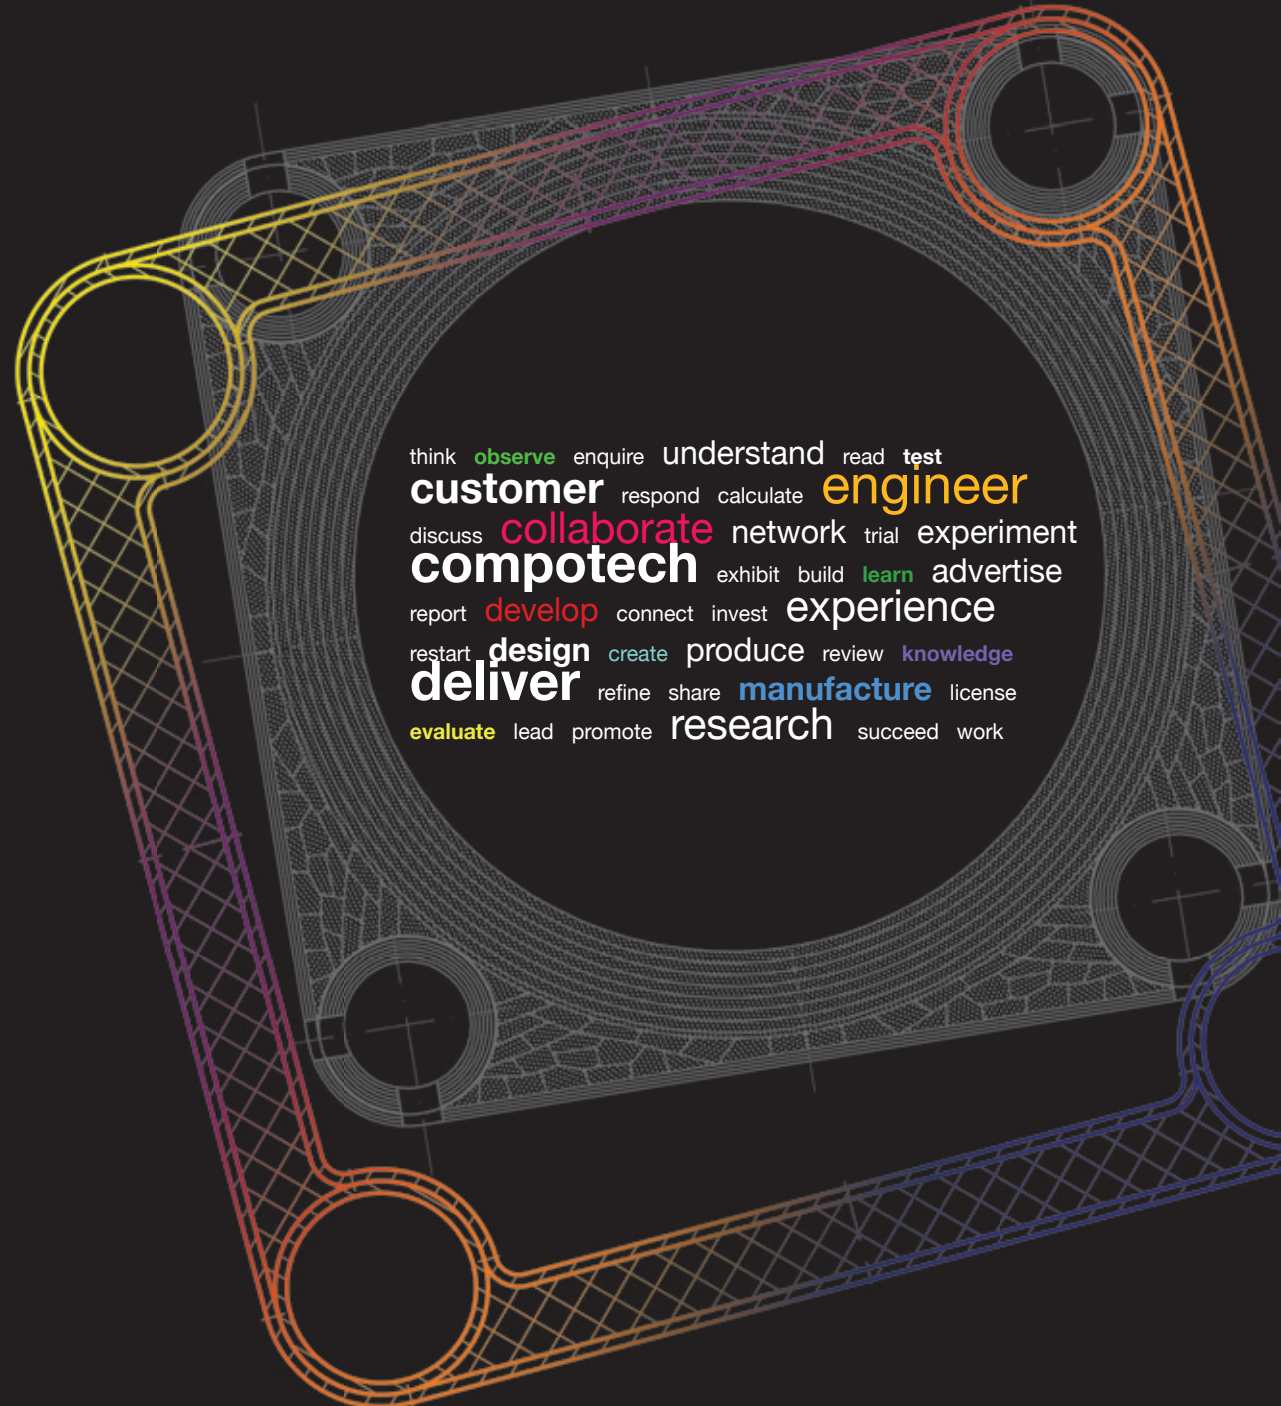 think observe enquire understand read test
customer respond calculate engineer
discuss collaborate network trial experiment
compotech exhibit build learn advertise
report develop connect invest experience
restart design create produce review knowledge
deliver refine share manufacture license
evaluate lead promote research succeed work